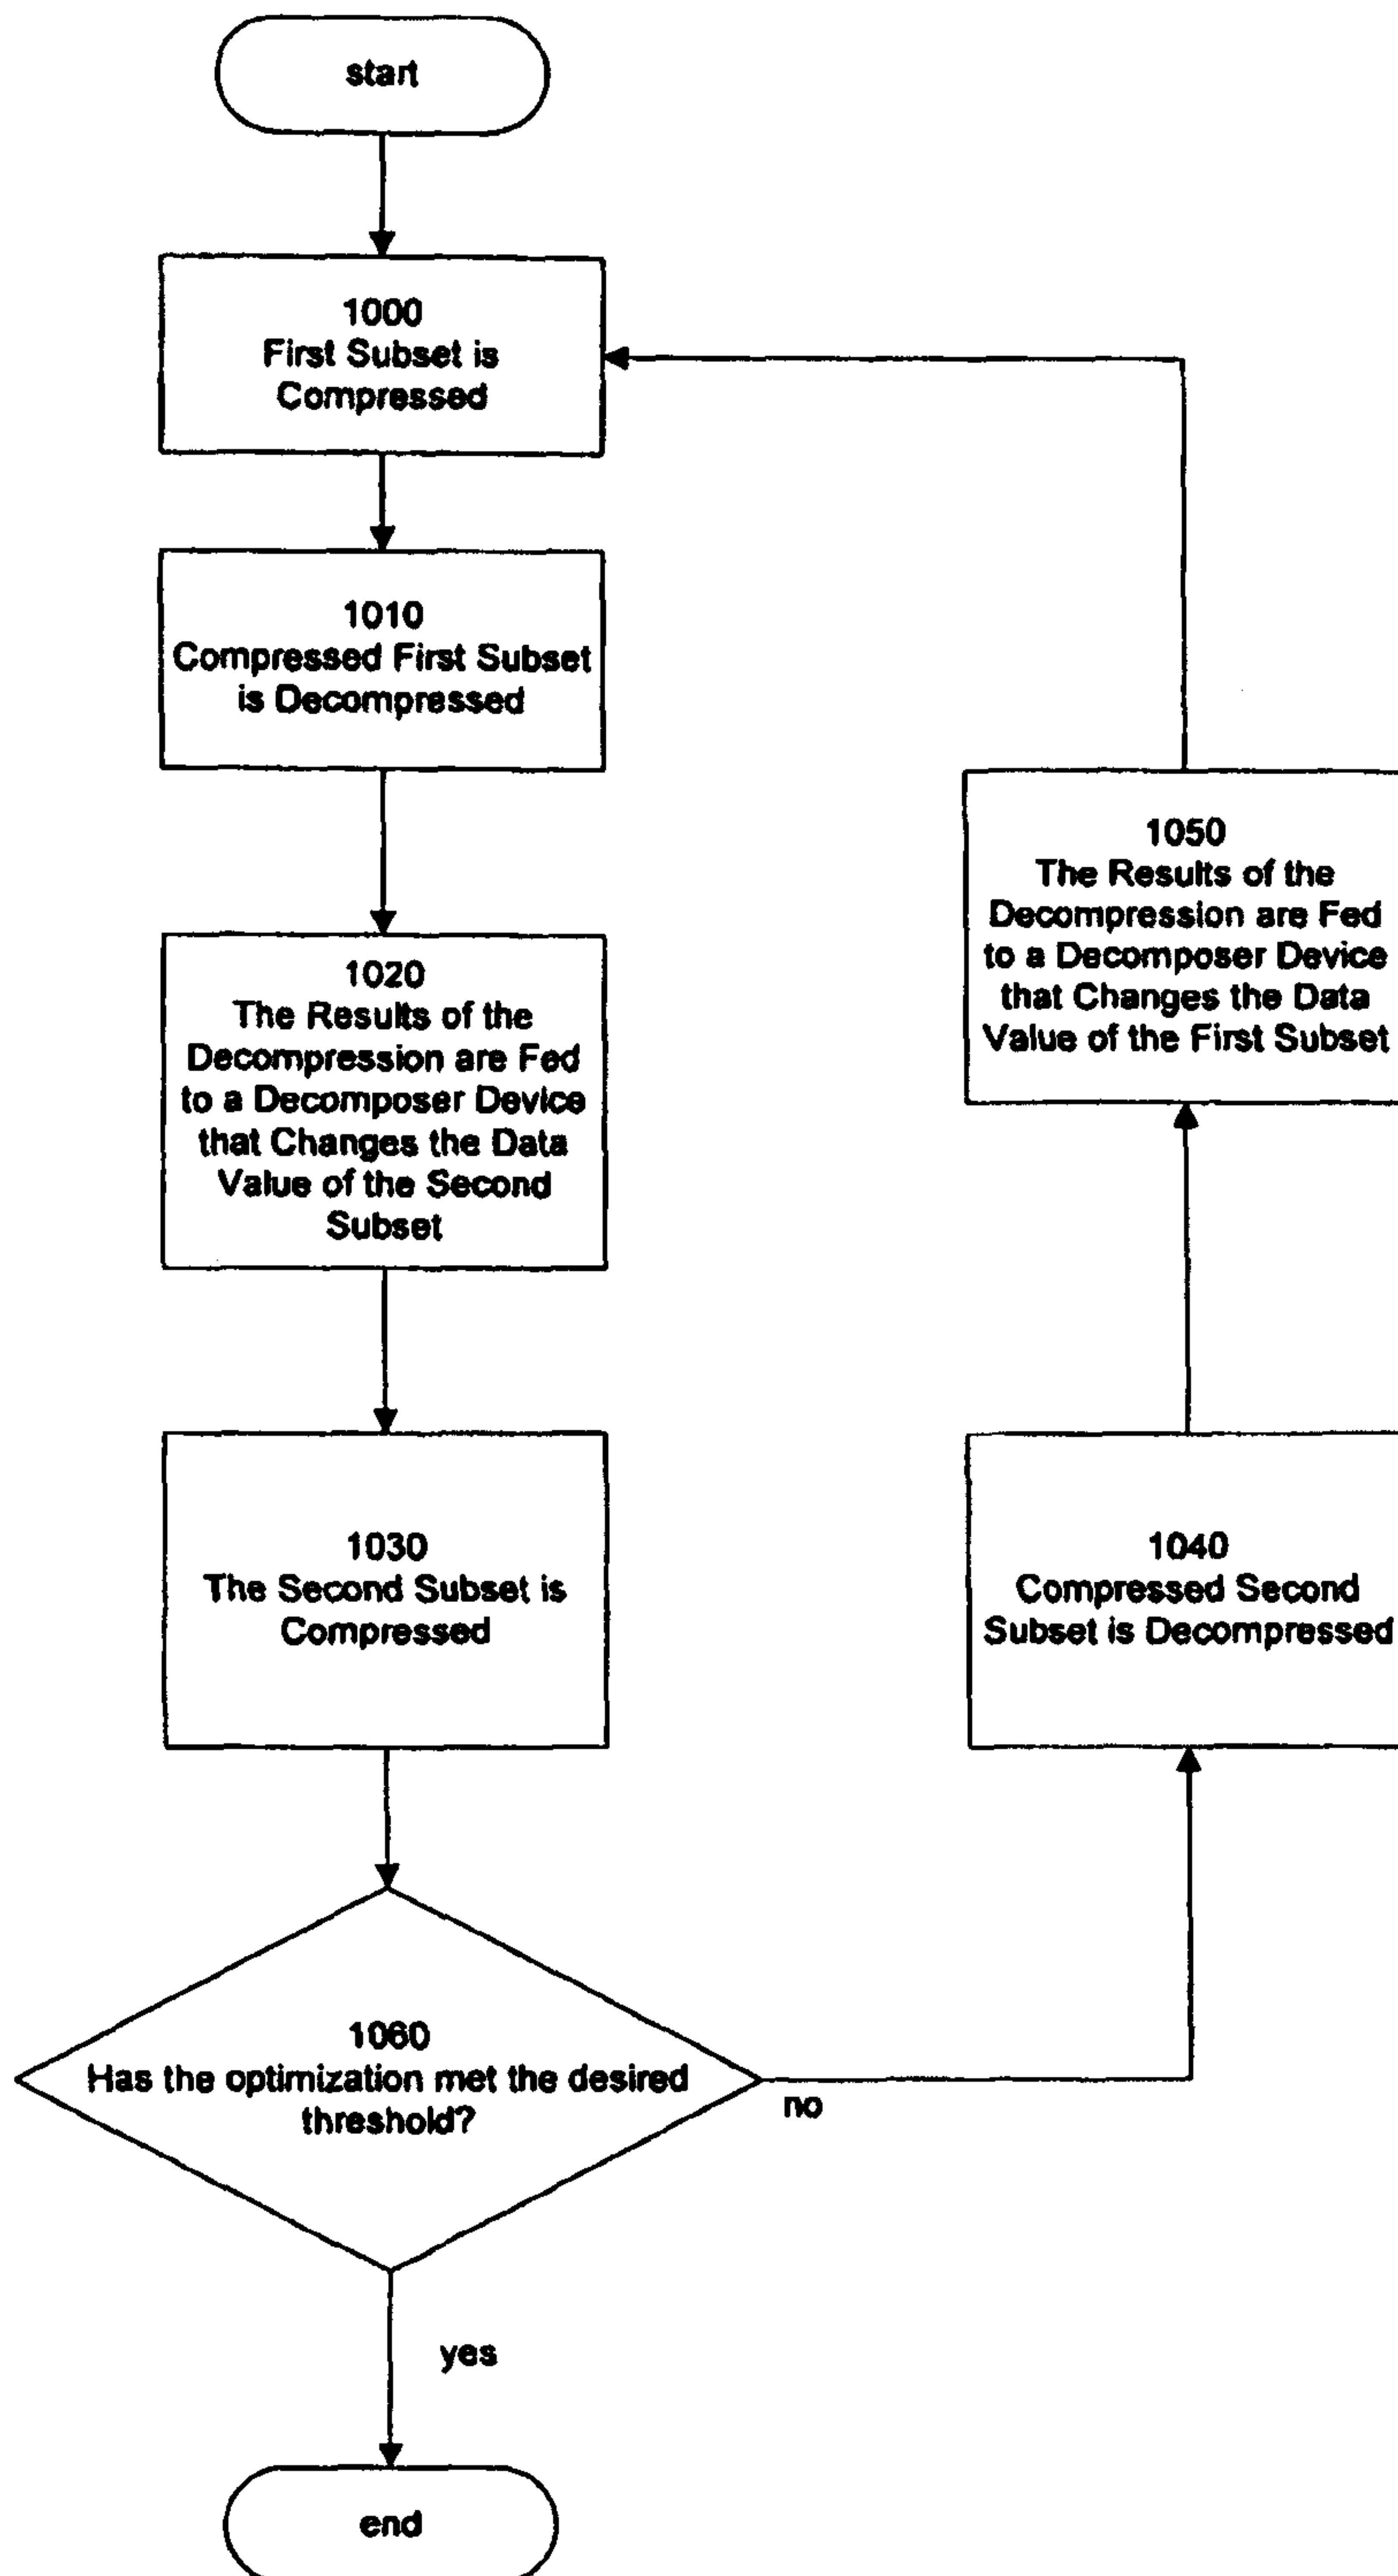 start
1000
First Subset is
Compressed
1010
Compressed First Subset
is Decompressed
1020
The Results of the
Decompression are Fed
to a Decomposer Device
that Changes the Data
Value of the Second
Subset
1030
The Second Subset is
Compressed
1060
Has the optimization met the desired
threshold?
no
yes
end
1040
Compressed Second
Subset is Decompressed
1050
The Results of the
Decompression are Fed
to a Decomposer Device
that Changes the Data
Value of the First Subset